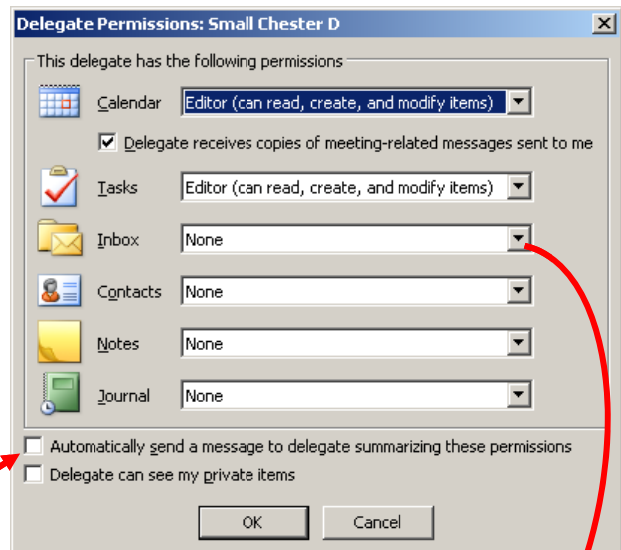 Delegate Permissions: Small Chester D
This delegate has the following permissions
Calendar Editor (can read, create, and modify items)
Delegate receives copies of meeting-related messages sent to me
Tasks Editor (can read, create, and modify items)
Inbox None
Contacts None
Notes None
Journal None
Automatically send a message to delegate summarizing these permissions
Delegate can see my private items
OK Cancel